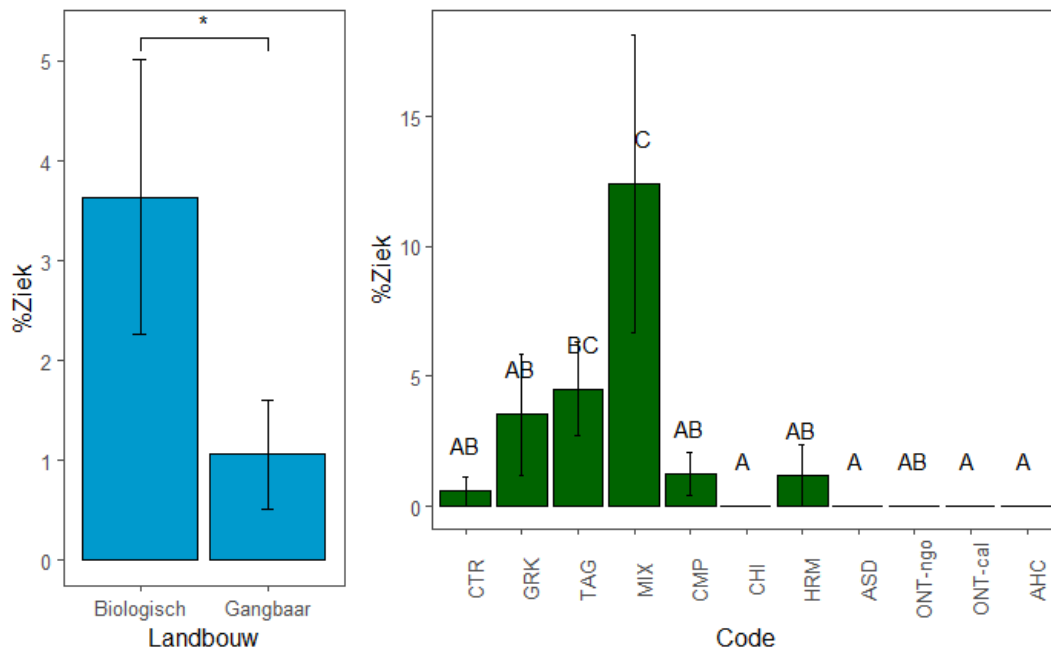 *
%Ziek
5
4
3
2
1
0
Biologisch Gangbaar
Landbouw
%Ziek
15
10
5
0
AB AB BC C AB A AB A AB A A
CTR GRK TAG MIX CMP CHI HRM ASD ONT-ngo ONT-cal AHC
Code